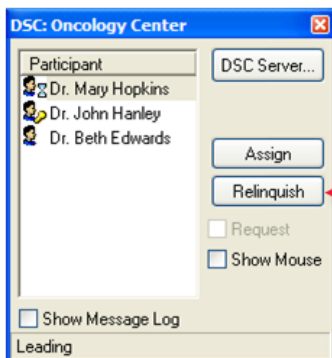 DSC: Oncology Center
Participant
DSC Server...
Dr. Mary Hopkins
Dr. John Hanley
Dr. Beth Edwards
Assign
Relinquish
Request
Show Mouse
Show Message Log
Leading